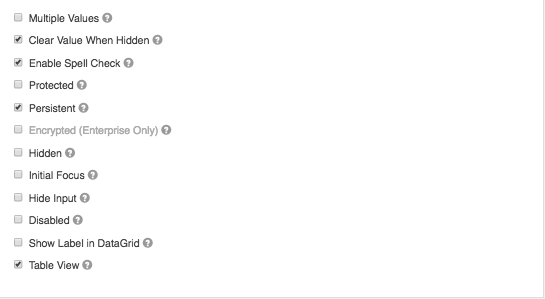 Multiple Values ?
Clear Value When Hidden ?
Enable Spell Check ?
Protected ?
Persistent ?
Encrypted (Enterprise Only) ?
Hidden ?
Initial Focus ?
Hide Input ?
Disabled ?
Show Label in DataGrid ?
Table View ?